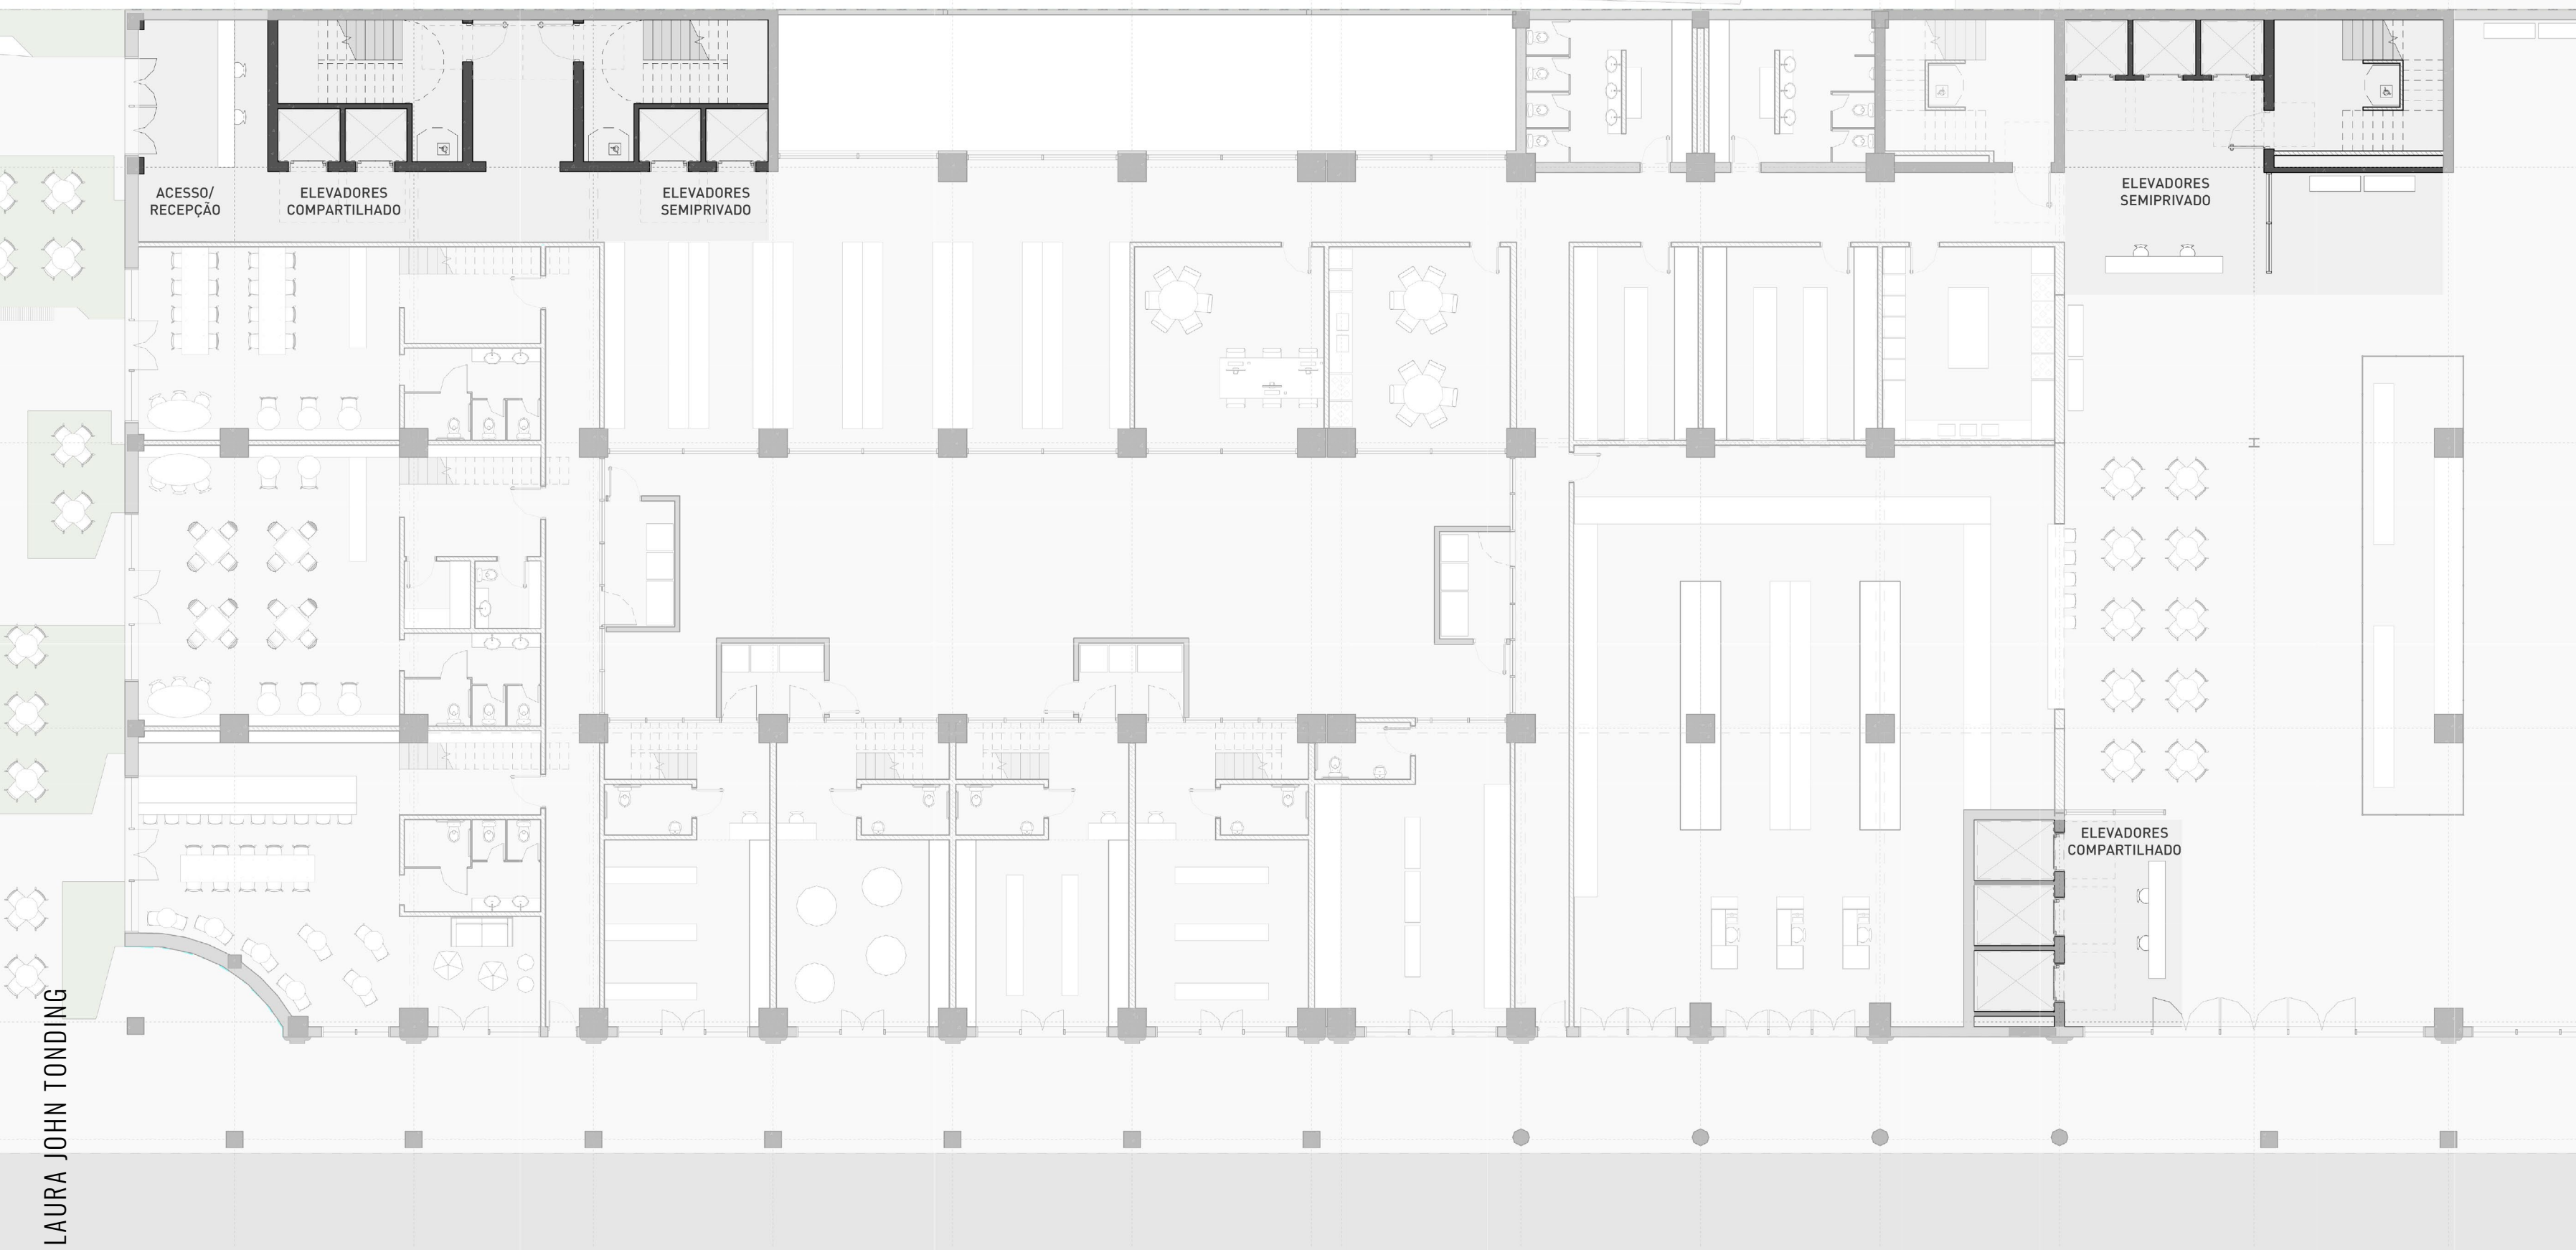 ACESSO/
RECEPÇÃO
ELEVADORES
COMPARTILHADO
ELEVADORES
SEMIPRIVADO
ELEVADORES
SEMIPRIVADO
ELEVADORES
COMPARTILHADO
LAURA JOHN TONDING